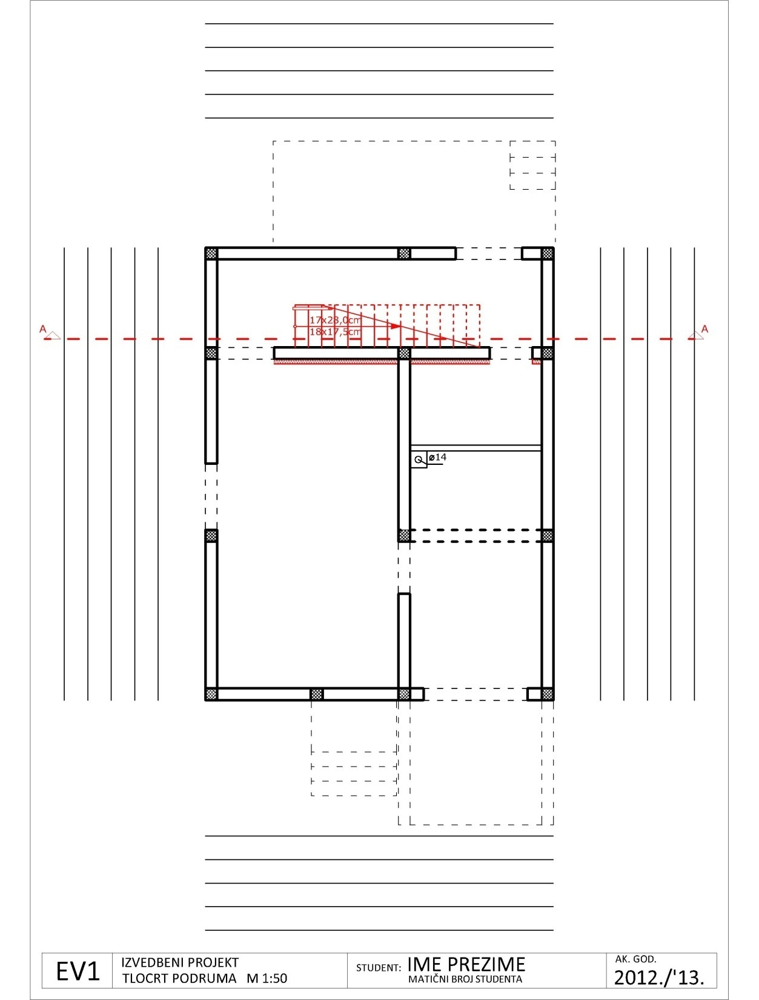 17x28,0cm
18x17,5cm
A
A
ø14
EV1
IZVEDBENI PROJEKT
TLOCRT PODRUMA M 1:50
STUDENT: IME PREZIME
MATIČNI BROJ STUDENTA
AK. GOD.
2012./'13.